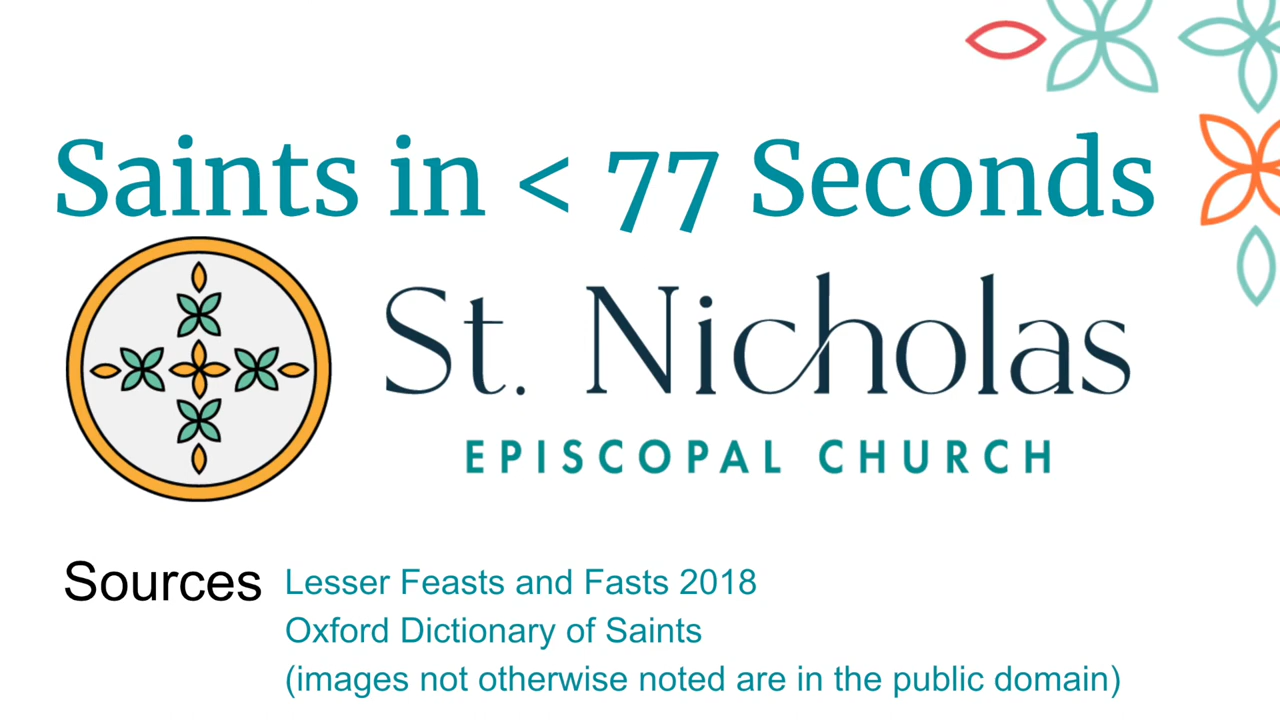 Saints in < 77 Seconds
St. Nicholas
EPISCOPAL CHURCH
Sources
Lesser Feasts and Fasts 2018
Oxford Dictionary of Saints
(images not otherwise noted are in the public domain)